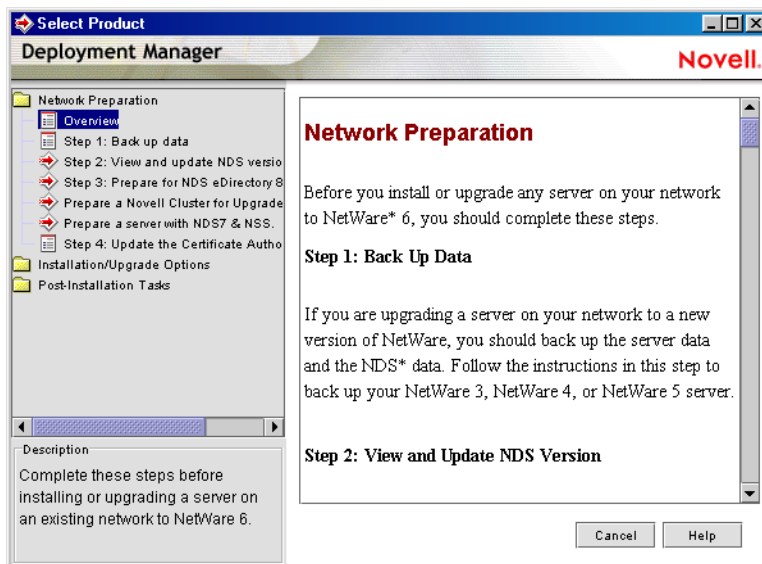 Select Product
Deployment Manager
Novell.
Network Preparation
Overview
Step 1: Back up data
Step 2: View and update NDS versio
Step 3: Prepare for NDS eDirectory 8
Prepare a Novell Cluster for Upgrade
Prepare a server with NDS7 & NSS.
Step 4: Update the Certificate Autho
Installation/Upgrade Options
Post-Installation Tasks
Description
Complete these steps before
installing or upgrading a server on
an existing network to NetWare 6.
Network Preparation
Before you install or upgrade any server on your network
to NetWare* 6, you should complete these steps.
Step 1: Back Up Data
If you are upgrading a server on your network to a new
version of NetWare, you should back up the server data
and the NDS* data. Follow the instructions in this step to
back up your NetWare 3, NetWare 4, or NetWare 5 server.
Step 2: View and Update NDS Version
Cancel
Help